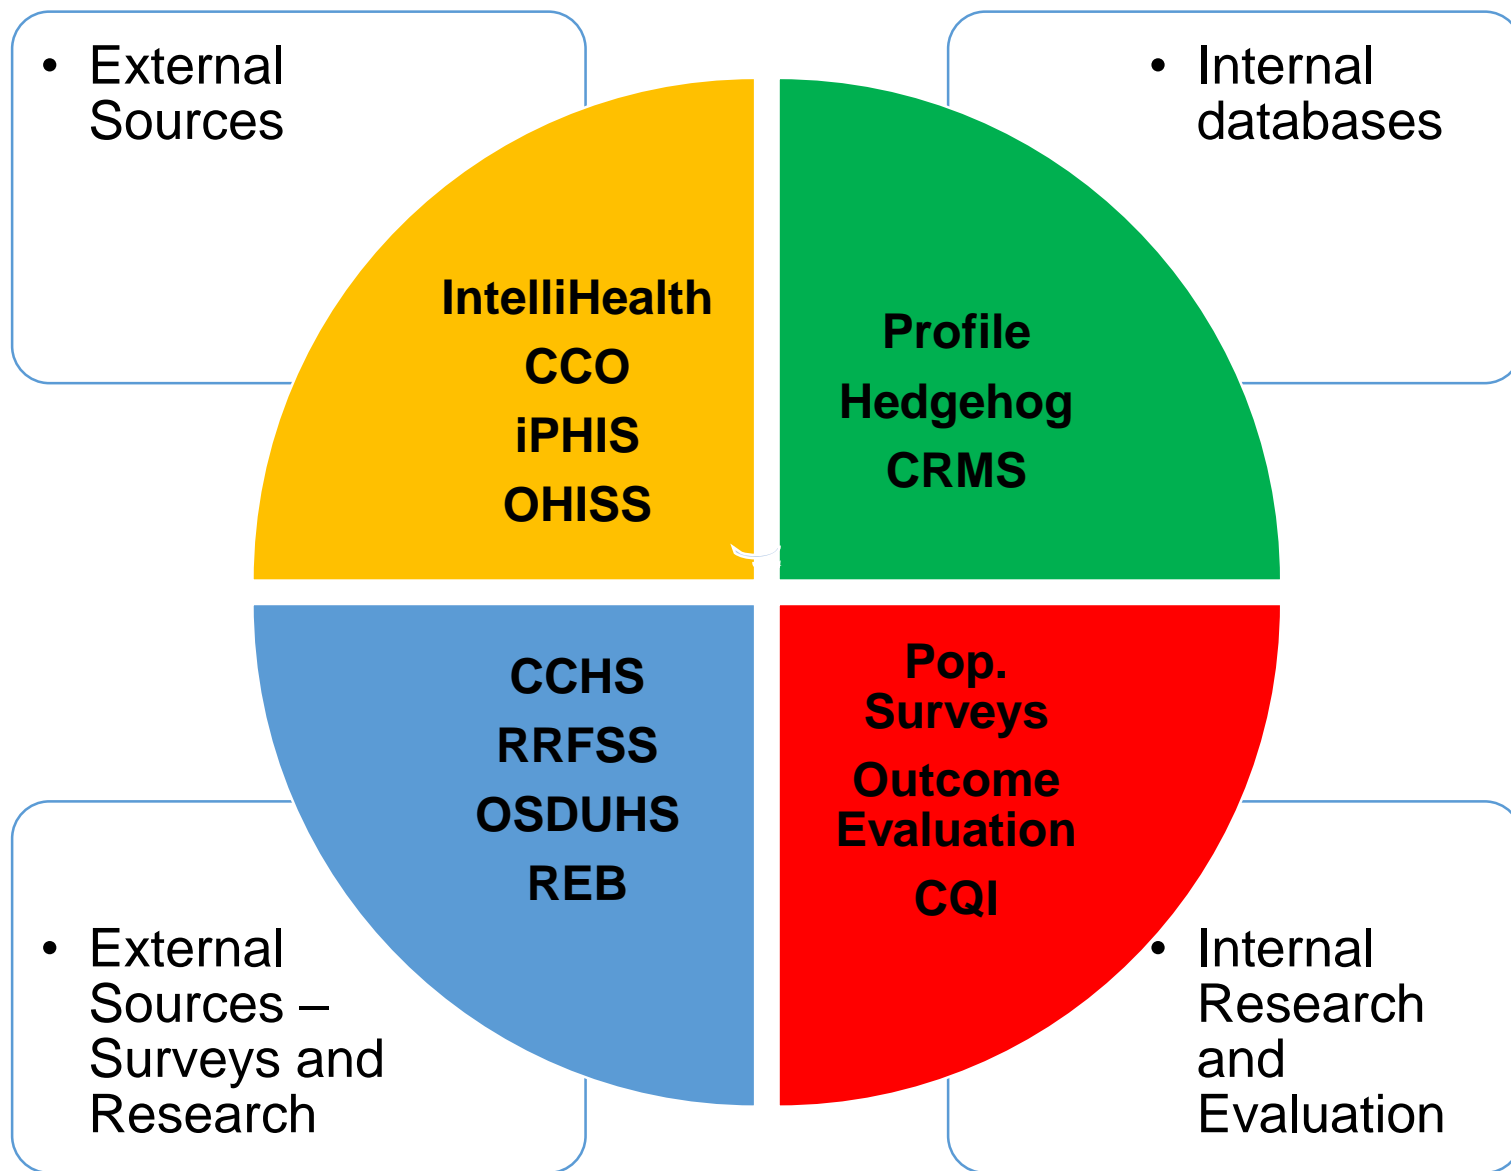 • External
Sources
• Internal
databases
IntelliHealth
CCO
iPHIS
OHISS
Profile
Hedgehog
CRMS
CCHS
RRFSS
OSDUHS
REB
Pop.
Surveys
Outcome
Evaluation
CQI
• External
Sources –
Surveys and
Research
• Internal
Research
and
Evaluation